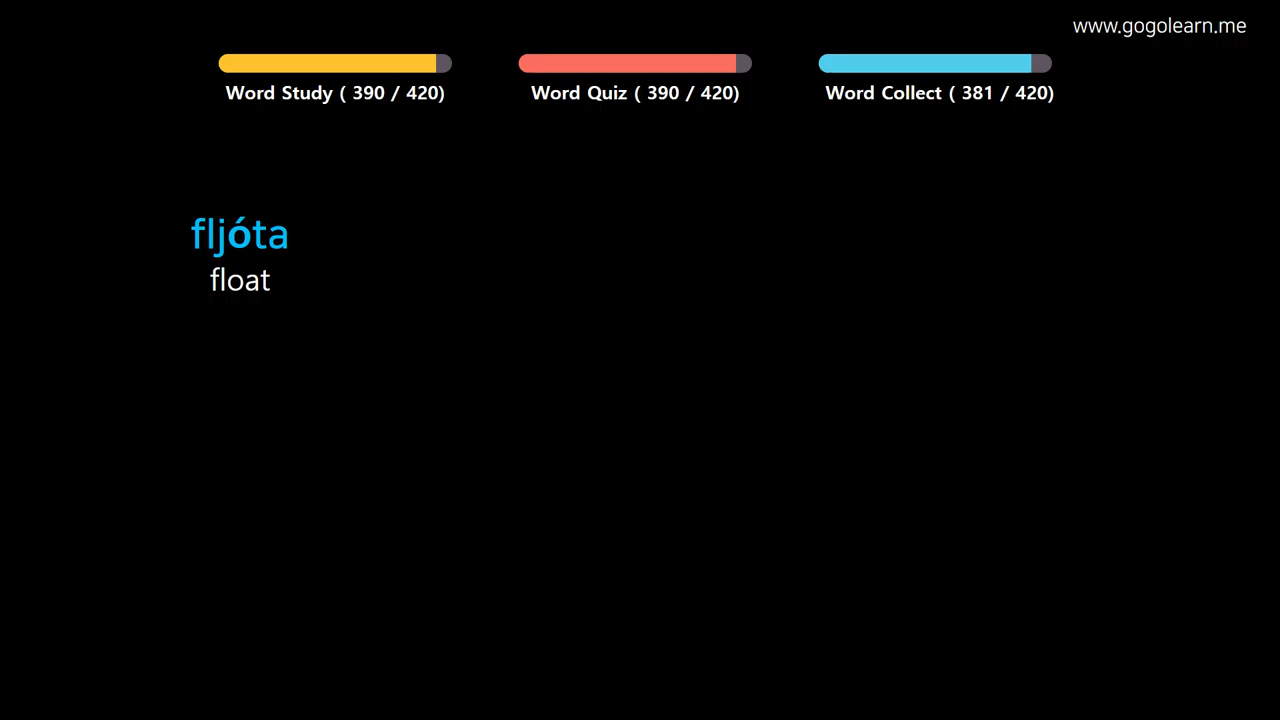 www.gogolearn.me
Word Study ( 390 / 420)
Word Quiz ( 390 / 420)
Word Collect ( 381 / 420)
fljóta
float